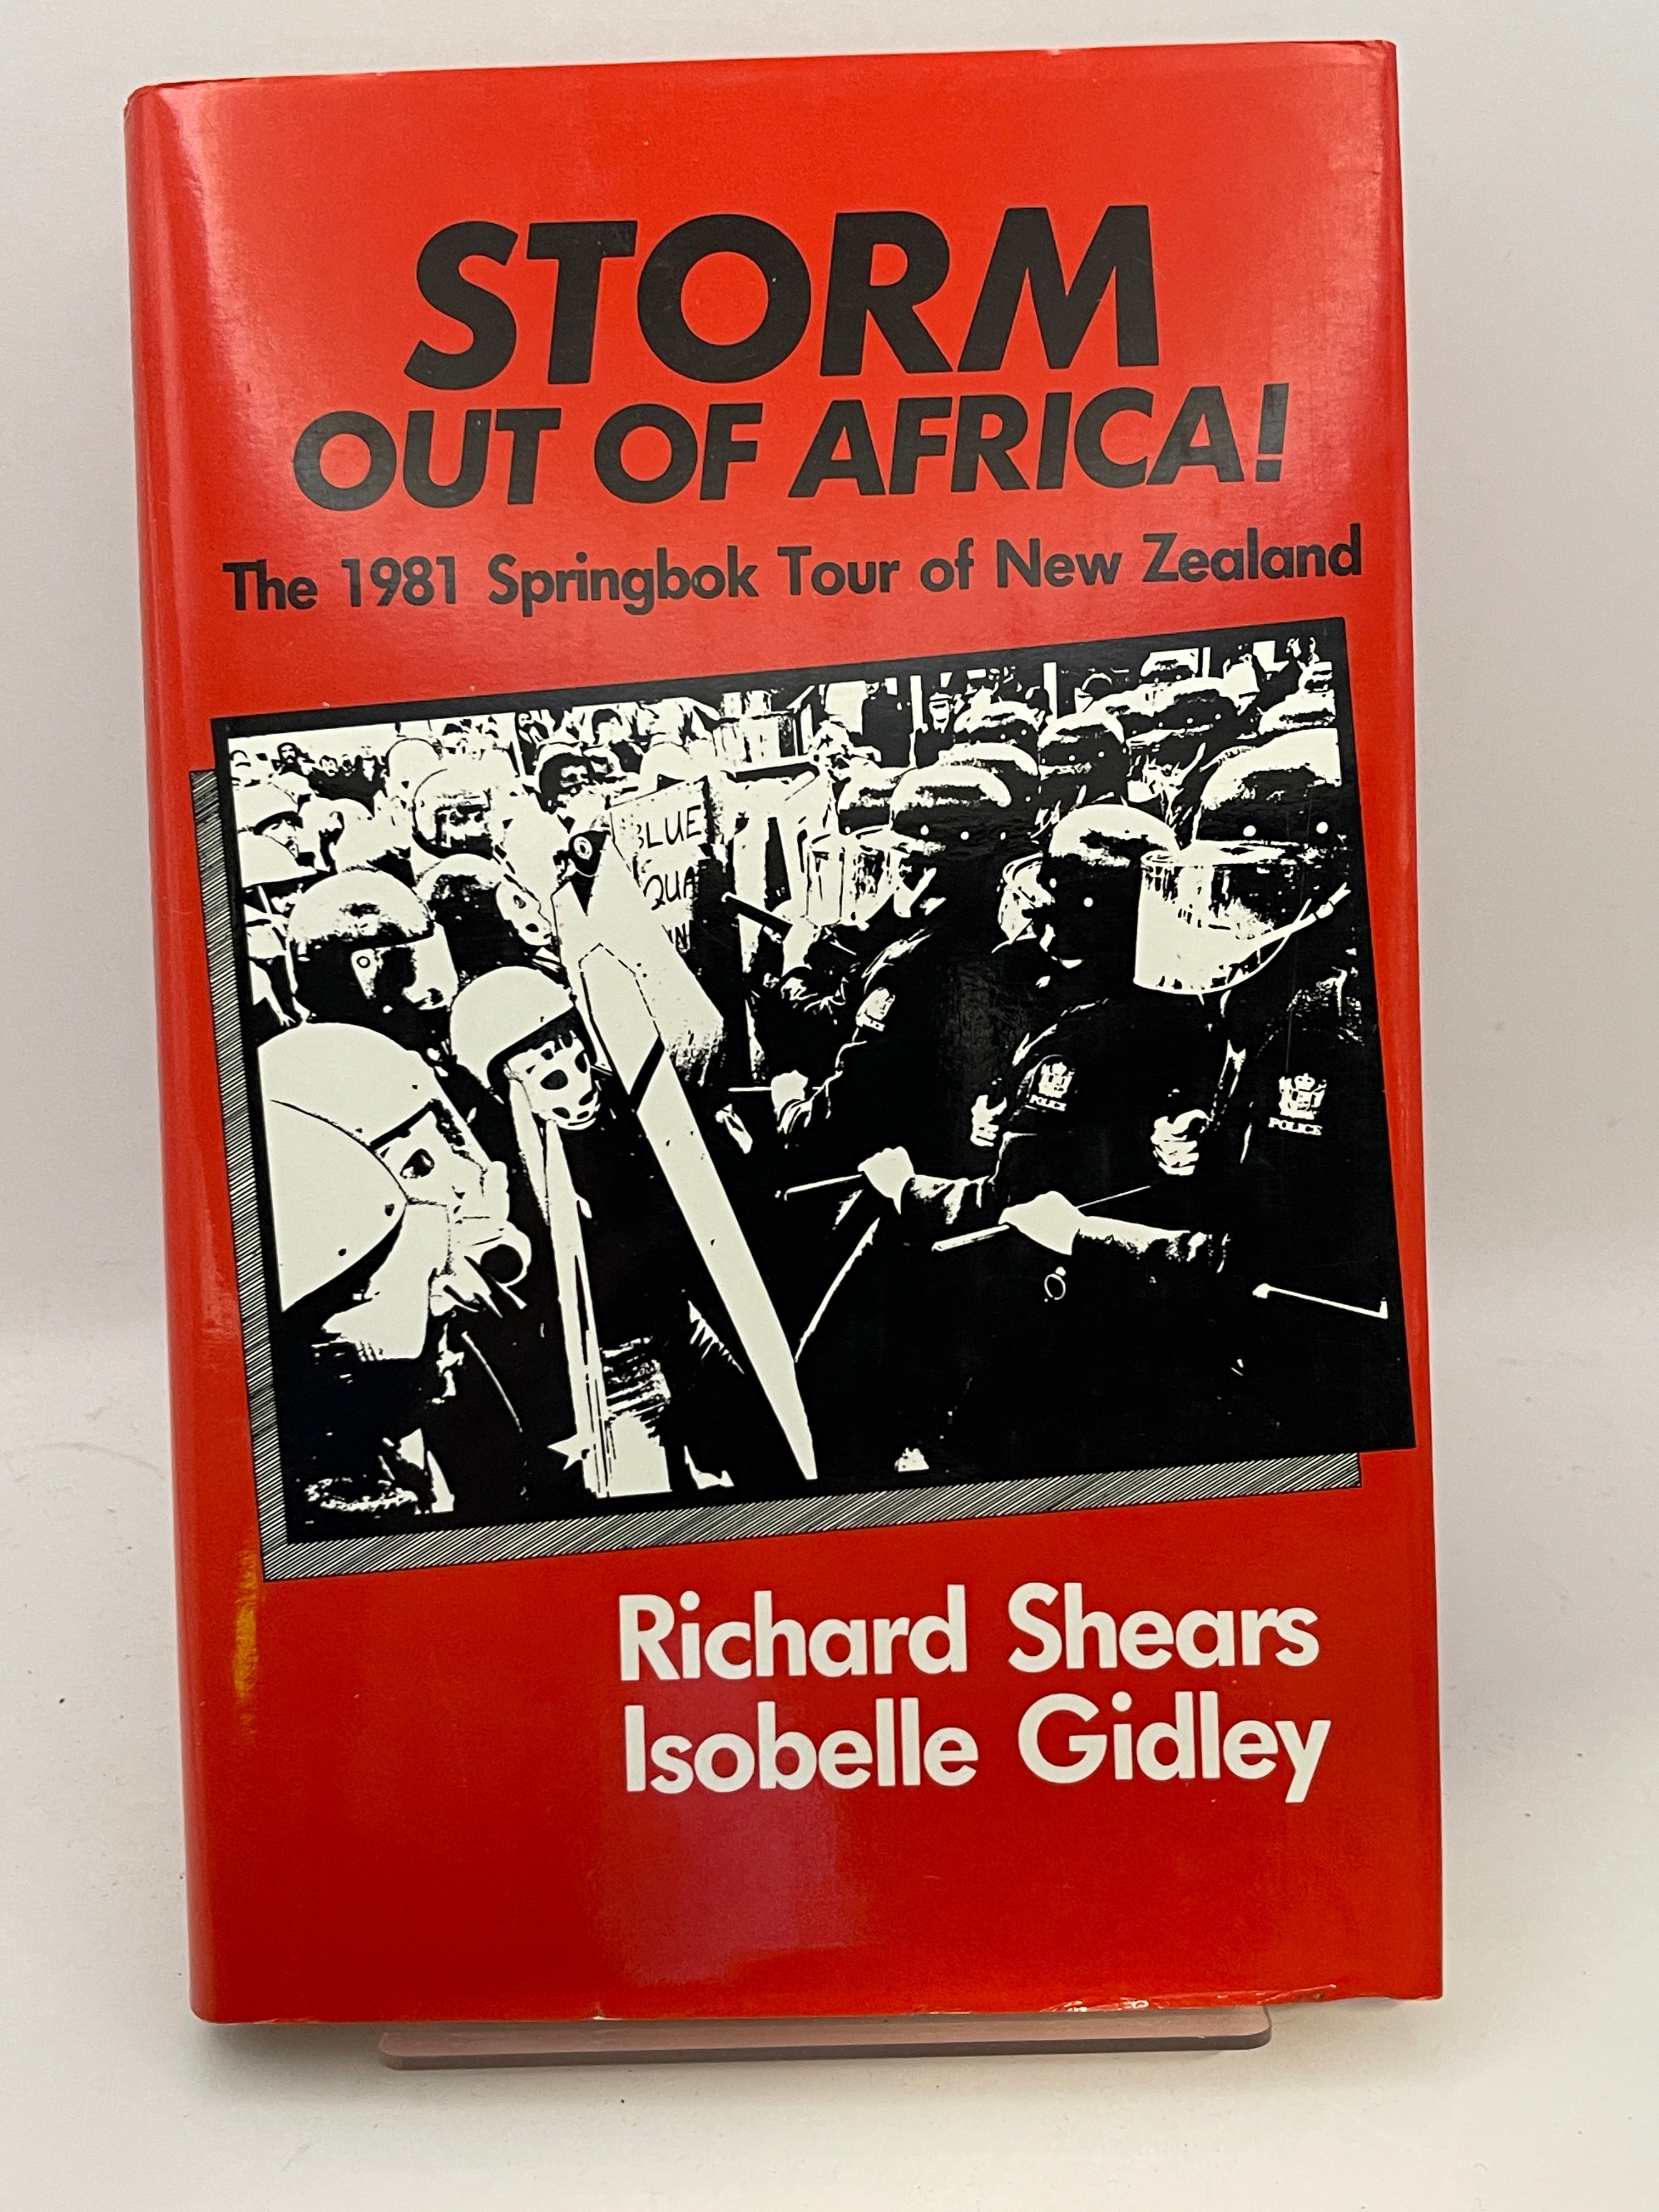 STORM
OUT OF AFRICA!
The 1981 Springbok Tour of New Zealand
BLUE
POLICE
POLICE
Richard Shears
Isobelle Gidley